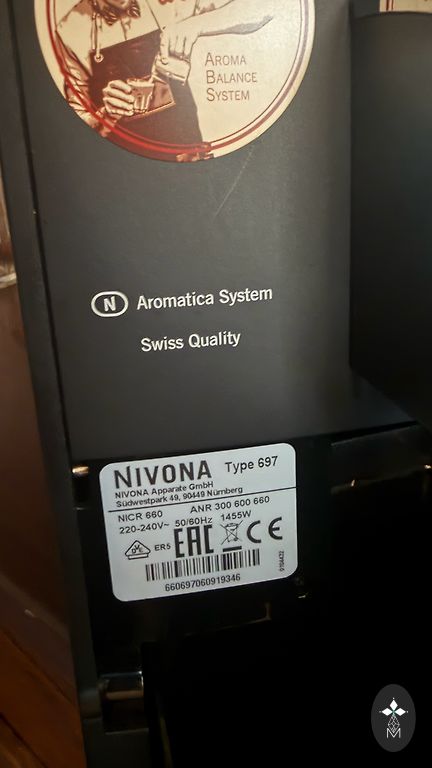 AROMA
BALANCE
SYSTEM
N Aromatica System
Swiss Quality
NIVONA Type 697
NIVONA Apparate GmbH
Südwestpark 49, 90449 Nürnberg
NICR 660 ANR 300 600 660
220-240V~ 50/60Hz 1455W
ER5 EAC CE
660697060919346
M